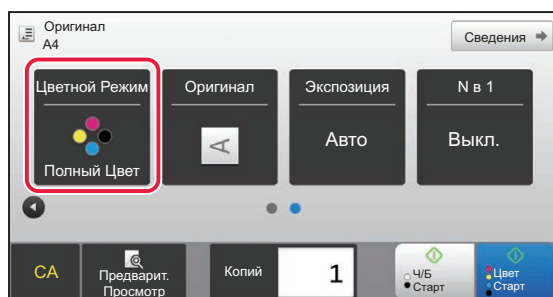 Оригинал
A4
Сведения
Цветной Режим
Полный Цвет
Оригинал
A
Экспозиция
Авто
N в 1
Выкл.
CA
Предварит.
Просмотр
Копий
1
Ч/Б
Старт
Цвет
Старт